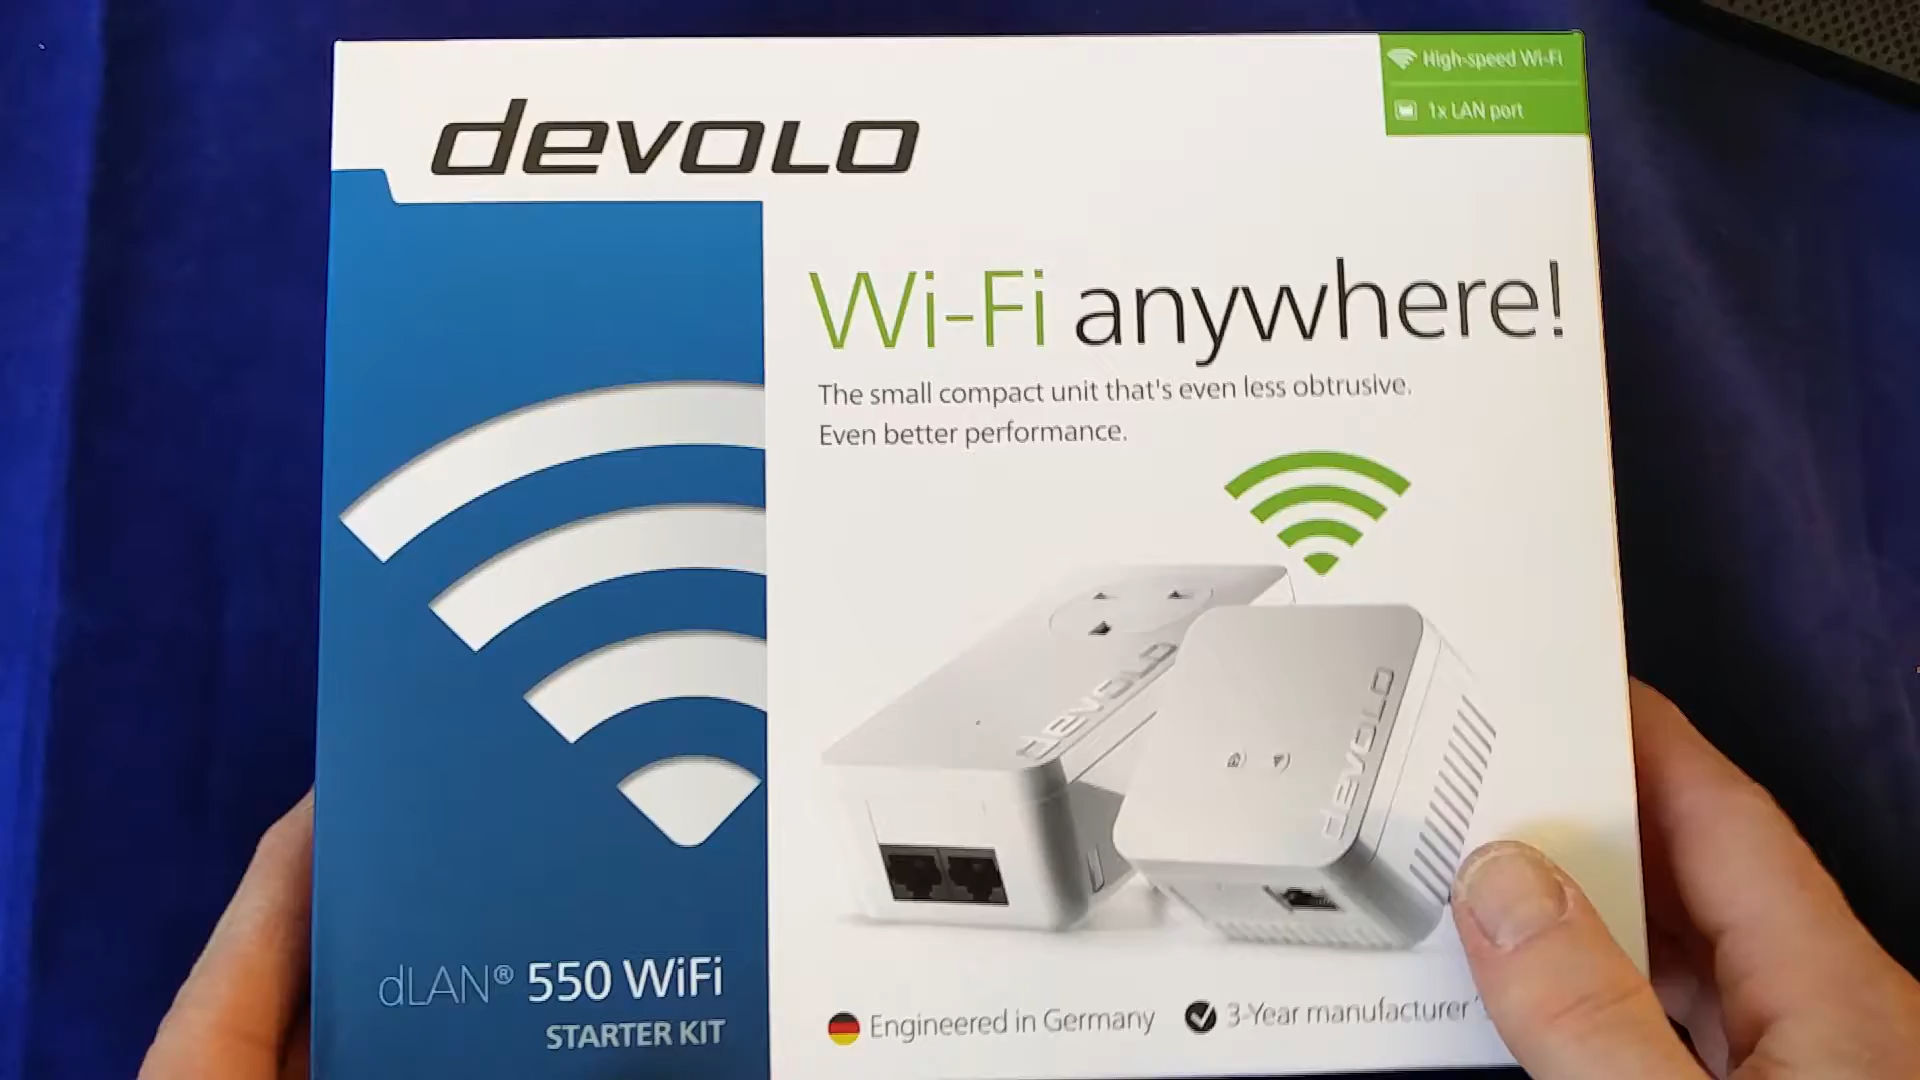 devolo
High-speed Wi-Fi
1x LAN port
Wi-Fi anywhere!
The small compact unit that's even less obtrusive.
Even better performance.
devolo
devolo
dLAN® 550 WiFi
STARTER KIT
Engineered in Germany
3-Year manufacturer